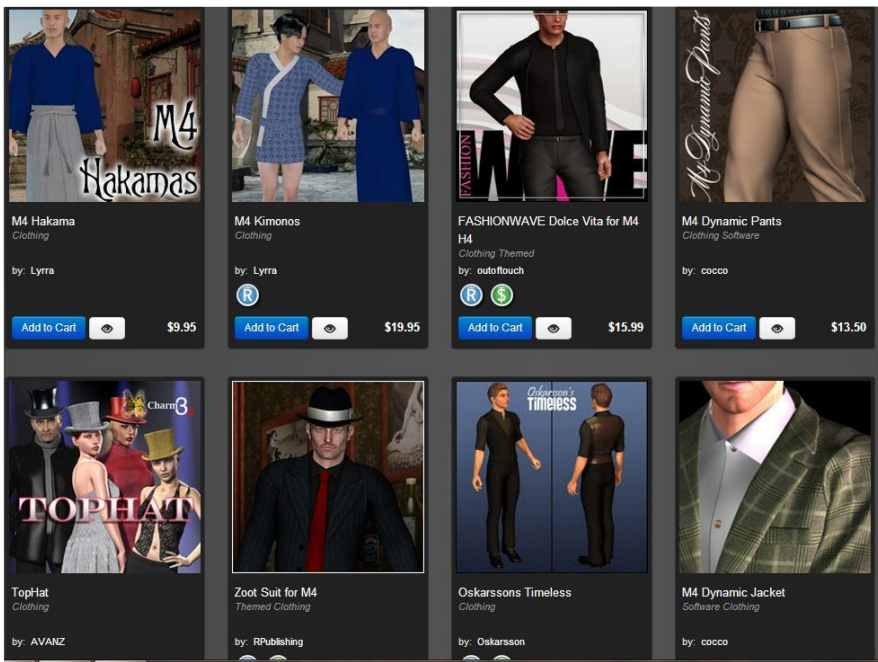 M4
Hakamas
FASHION
WAVE
M4 Dynamic Pants
M4 Hakama
Clothing
by: Lyrra
Add to Cart
$9.95
M4 Kimonos
Clothing
by: Lyrra
R
Add to Cart
$19.95
FASHIONWAVE Dolce Vita for M4
H4
Clothing Themed
by: outoftouch
R $
Add to Cart
$15.99
M4 Dynamic Pants
Clothing Software
by: cocco
Add to Cart
$13.50
Charm3
TOPHAT
Oskarsson's
TIMELESS
TopHat
Clothing
by: AVANZ
Zoot Suit for M4
Themed Clothing
by: RPublishing
Oskarssons Timeless
Clothing
by: Oskarsson
M4 Dynamic Jacket
Software Clothing
by: cocco